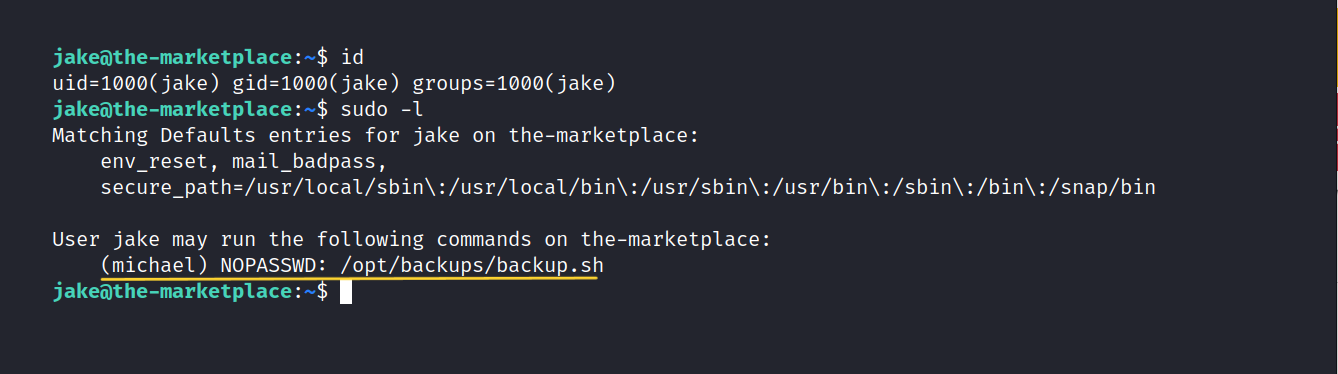 jake@the-marketplace:~$ id
uid=1000(jake) gid=1000(jake) groups=1000(jake)
jake@the-marketplace:~$ sudo -l
Matching Defaults entries for jake on the-marketplace:
    env_reset, mail_badpass,
    secure_path=/usr/local/sbin\:/usr/local/bin\:/usr/sbin\:/usr/bin\:/sbin\:/bin\:/snap/bin

User jake may run the following commands on the-marketplace:
    (michael) NOPASSWD: /opt/backups/backup.sh
jake@the-marketplace:~$